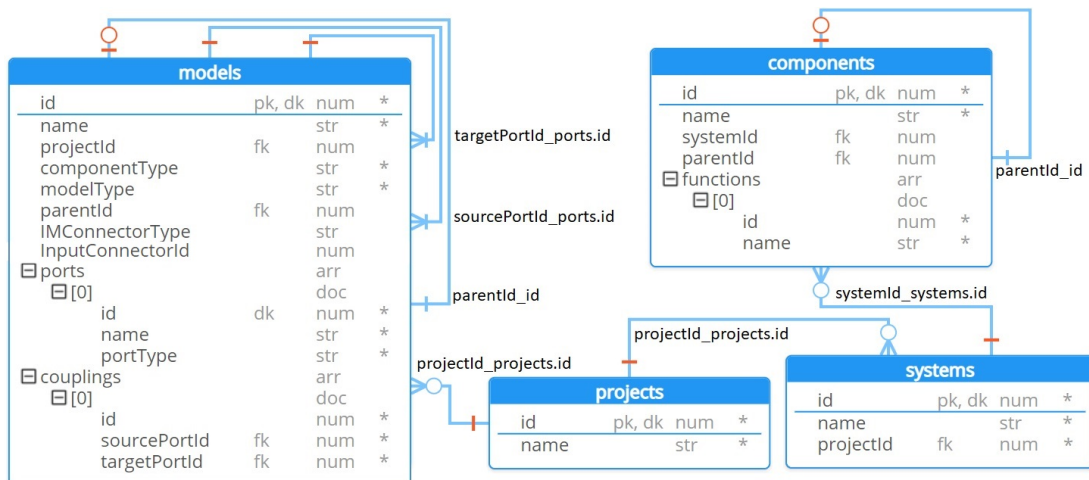 models
id pk, dk num *
name str *
projectId fk num
componentType str *
modelType str *
parentId fk num
IMConnectorType str
InputConnectorId num
ports arr
[0] doc
id dk num *
name str *
portType str *
couplings arr
[0] doc
id num *
sourcePortId fk num *
targetPortId fk num *
targetPortId_ports.id
sourcePortId_ports.id
parentId_id
projectId_projects.id
components
id pk, dk num *
name str *
systemId fk num
parentId fk num
functions arr
[0] doc
id num *
name str *
parentId_id
systemId_systems.id
projectId_projects.id
projects
id pk, dk num *
name str *
systems
id pk, dk num *
name str *
projectId fk num *